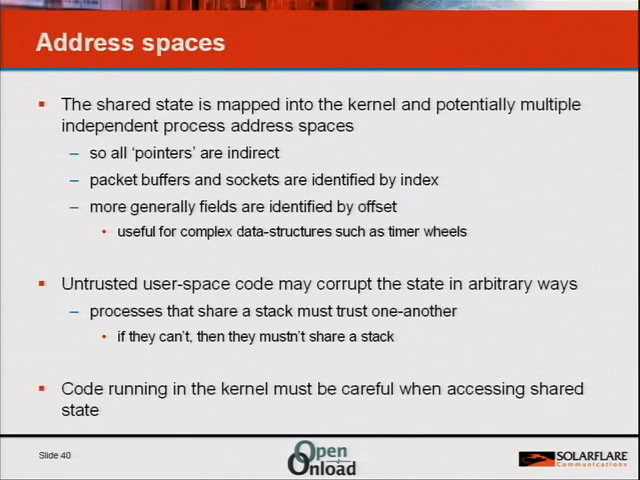 Address spaces
The shared state is mapped into the kernel and potentially multiple
independent process address spaces
– so all ‘pointers’ are indirect
– packet buffers and sockets are identified by index
– more generally fields are identified by offset
• useful for complex data-structures such as timer wheels
Untrusted user-space code may corrupt the state in arbitrary ways
– processes that share a stack must trust one-another
• if they can’t, then they mustn’t share a stack
Code running in the kernel must be careful when accessing shared
state
Slide 40
Open
Onload
SOLARFLARE
Communications